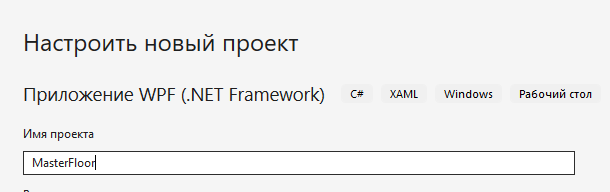 Настроить новый проект
Приложение WPF (.NET Framework) C# XAML Windows Рабочий стол
Имя проекта
MasterFloor